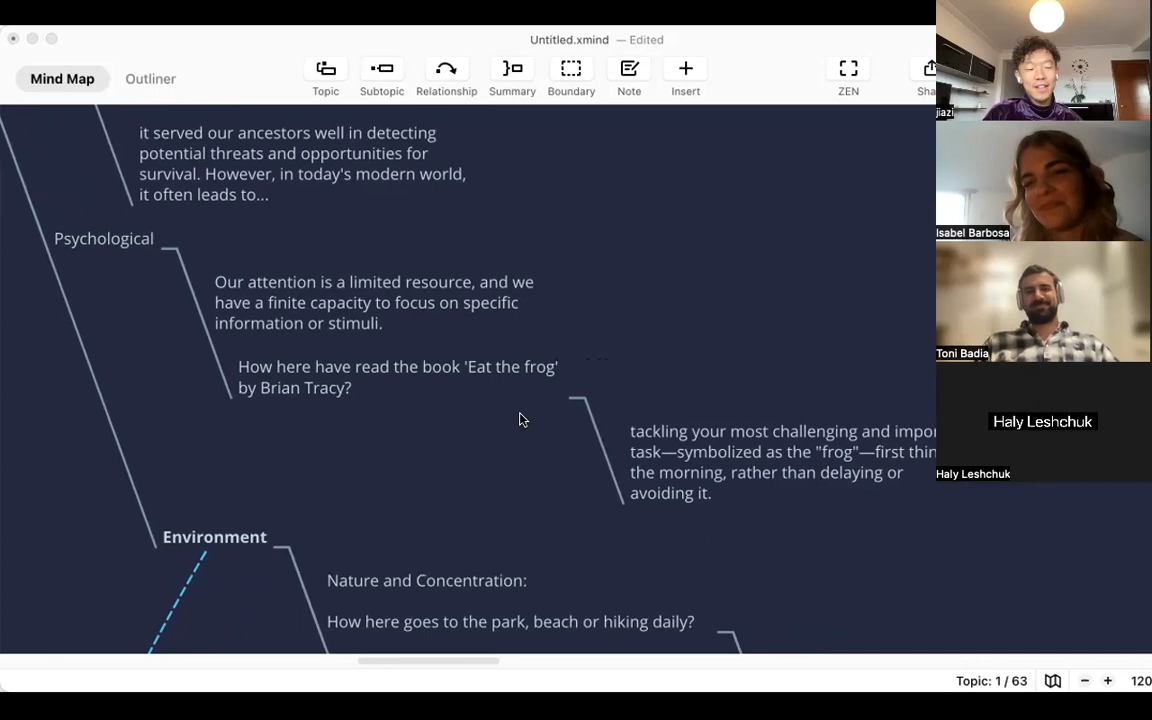 Untitled.xmind — Edited
Mind Map
Outliner
Topic
Subtopic
Relationship
Summary
Boundary
Note
Insert
ZEN
it served our ancestors well in detecting
potential threats and opportunities for
survival. However, in today's modern world,
it often leads to...
Psychological
Our attention is a limited resource, and we
have a finite capacity to focus on specific
information or stimuli.
How here have read the book 'Eat the frog'
by Brian Tracy?
tackling your most challenging and
task—symbolized as the "frog"—first
the morning, rather than delaying or
avoiding it.
Environment
Nature and Concentration:
How here goes to the park, beach or hiking daily?
Topic: 1 / 63
120
jiazi
Isabel Barbosa
Toni Badia
Haly Leshchuk
Haly Leshchuk